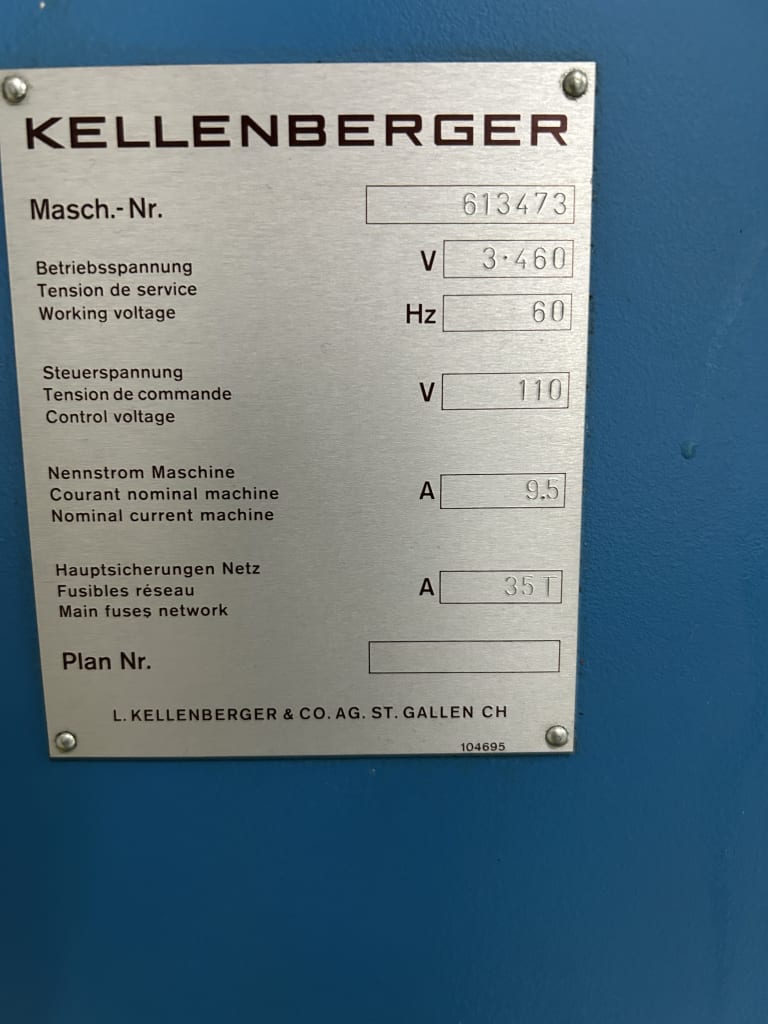 KELLENBERGER
Masch.-Nr. 613473
Betriebsspannung V 3·460
Tension de service
Working voltage Hz 60
Steuerspannung
Tension de commande V 110
Control voltage
Nennstrom Maschine
Courant nominal machine A 9.5
Nominal current machine
Hauptsicherungen Netz
Fusibles réseau A 35T
Main fuses network
Plan Nr.
L. KELLENBERGER & CO. AG. ST. GALLEN CH
104695